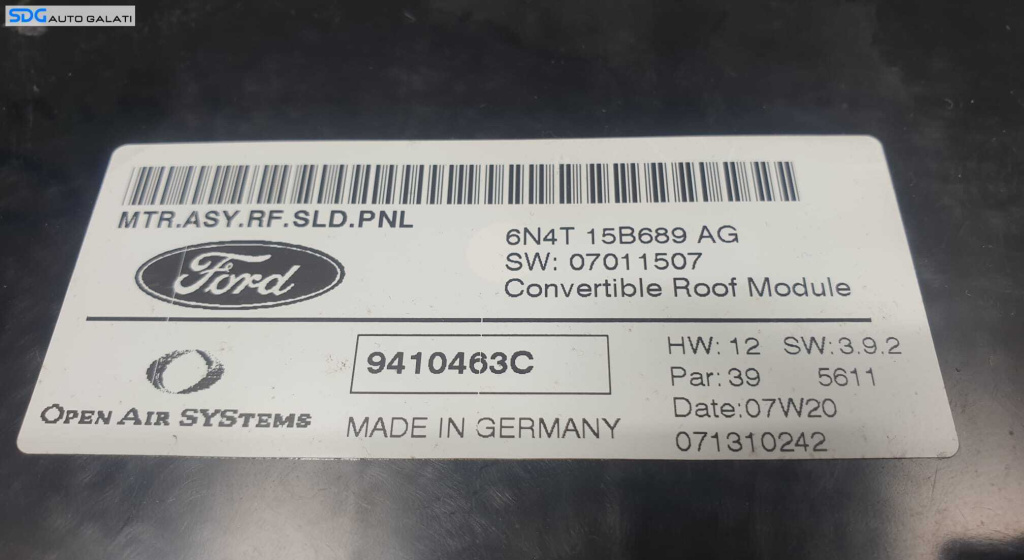 SDG AUTO GALATI
MTR.ASY.RF.SLD.PNL
6N4T 15B689 AG
SW: 07011507
Convertible Roof Module
Ford
9410463C
HW: 12 SW: 3.9.2
Par: 39 5611
Date: 07W20
071310242
OPEN AIR SYSTEMS
MADE IN GERMANY